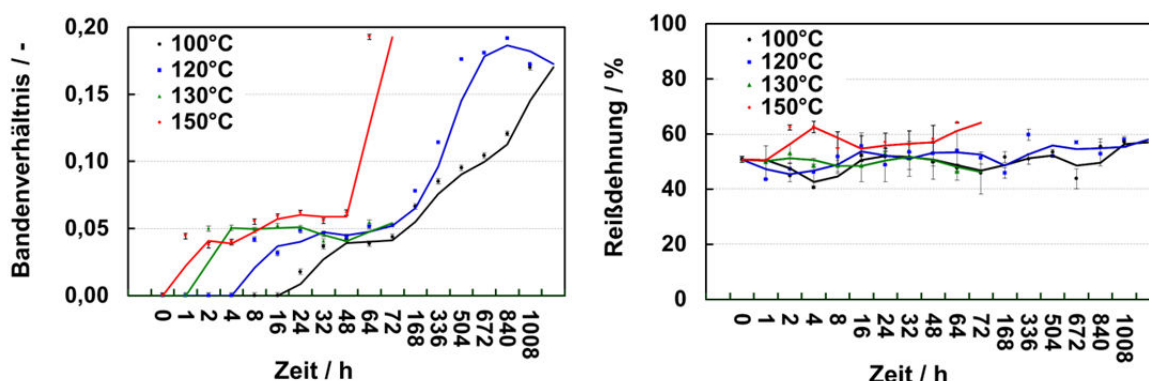 Bandenverhältnis / -
0,20
0,15
0,10
0,05
0,00
100°C
120°C
130°C
150°C
0 1 2 4 8 16 24 32 48 64 72 168 336 504 672 840 1008
Zeit / h
Reißdehnung / %
100
80
60
40
20
0
100°C
120°C
130°C
150°C
0 1 2 4 8 16 24 32 48 64 72 168 336 504 672 840 1008
Zeit / h